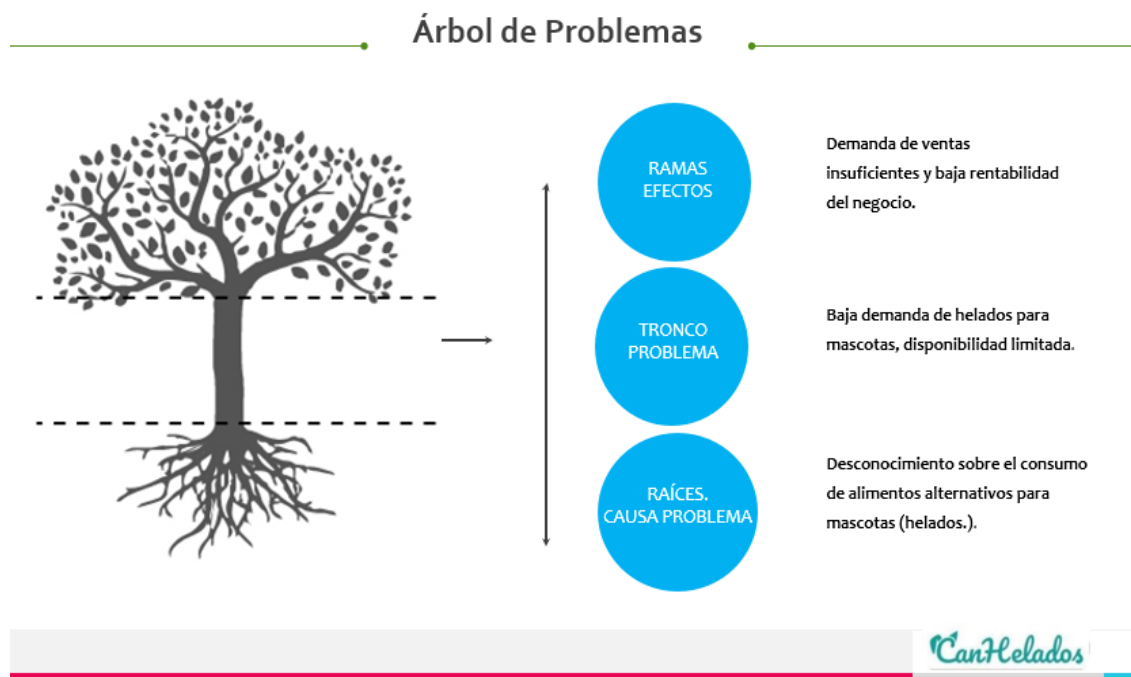 Árbol de Problemas
RAMAS
EFECTOS
Demanda de ventas
insuficientes y baja rentabilidad
del negocio.
TRONCO
PROBLEMA
Baja demanda de helados para
mascotas, disponibilidad limitada.
RAÍCES.
CAUSA PROBLEMA
Desconocimiento sobre el consumo
de alimentos alternativos para
mascotas (helados.).
CanHelados